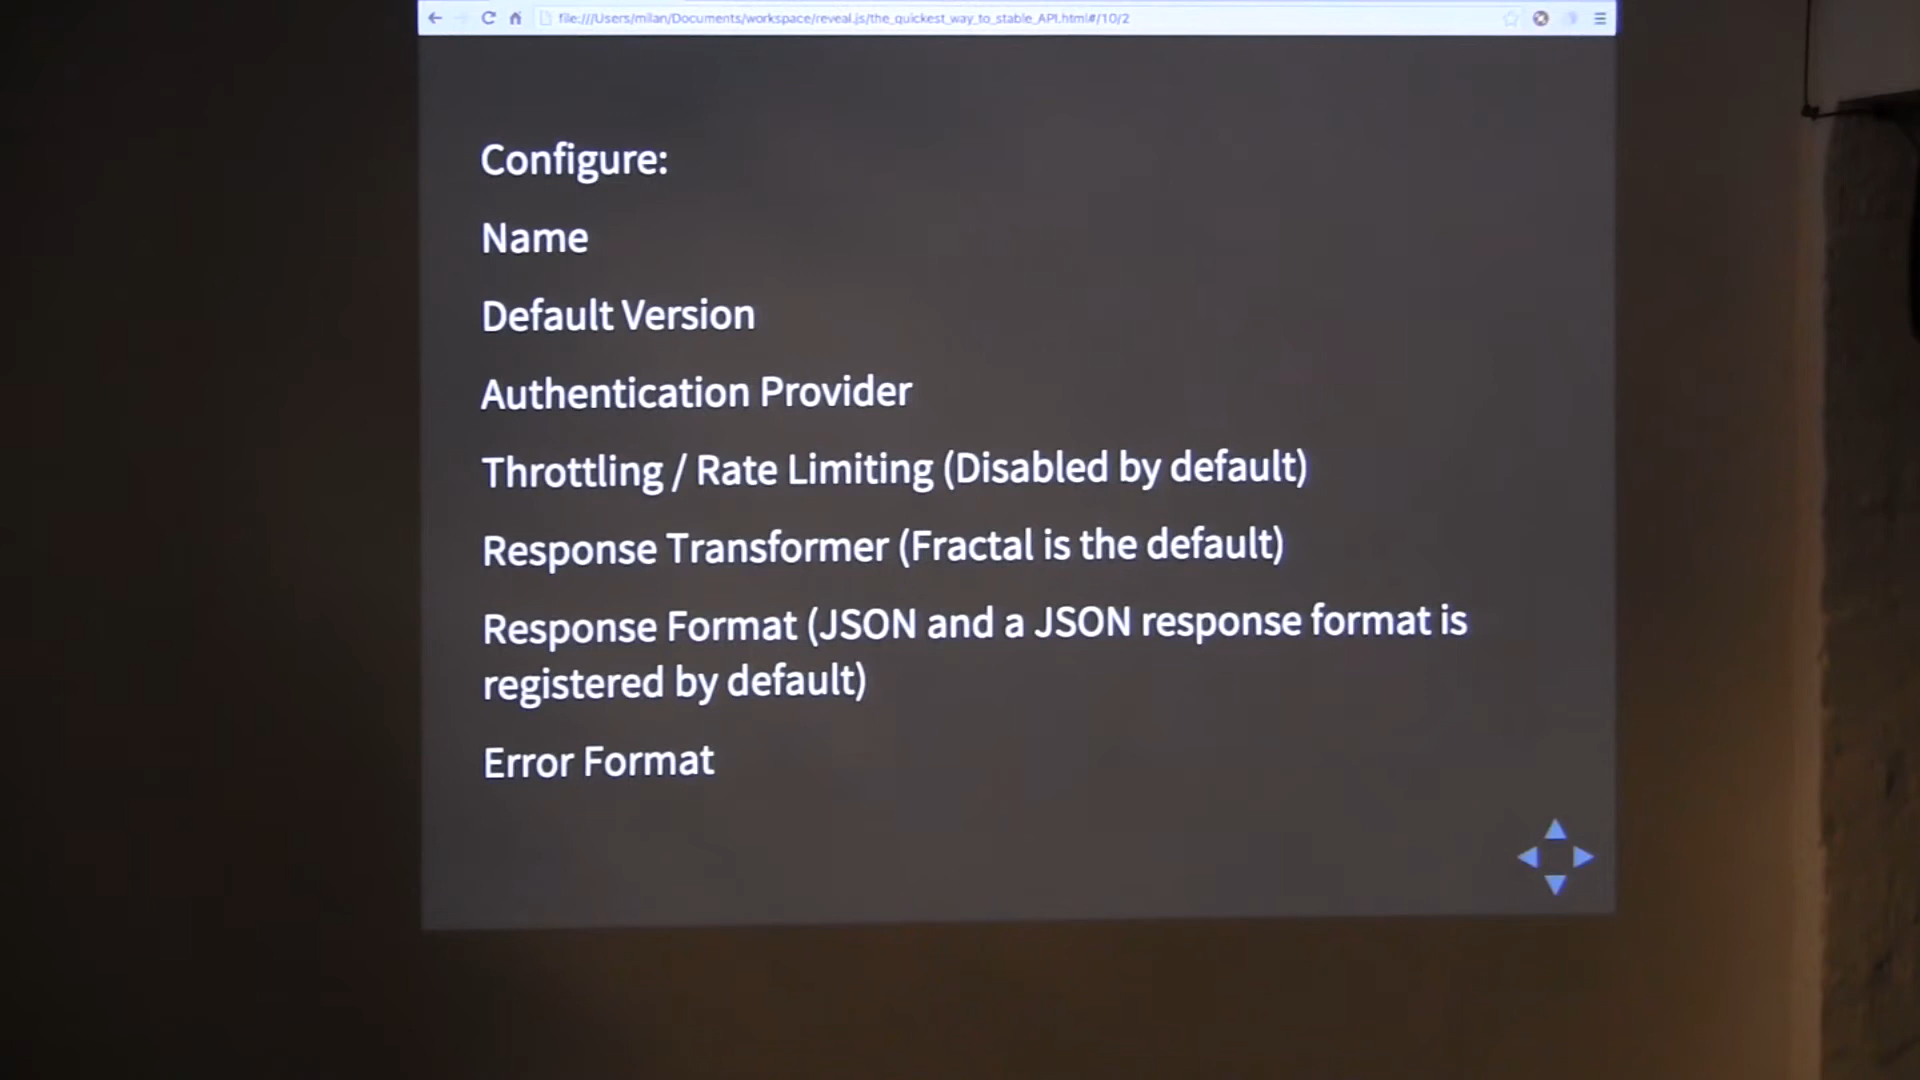 file:///Users/milan/Documents/workspace/reveal.js/the_quickest_way_to_stable_API.html#/10/2
Configure:
Name
Default Version
Authentication Provider
Throttling / Rate Limiting (Disabled by default)
Response Transformer (Fractal is the default)
Response Format (JSON and a JSON response format is
registered by default)
Error Format